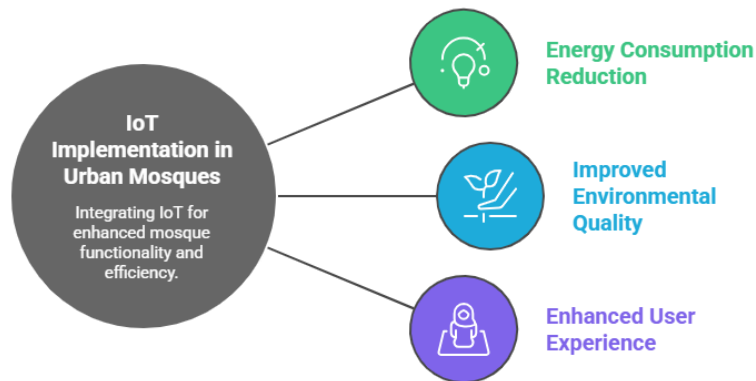 IoT
Implementation in
Urban Mosques
Integrating IoT for
enhanced mosque
functionality and
efficiency.
Energy Consumption
Reduction
Improved
Environmental
Quality
Enhanced User
Experience